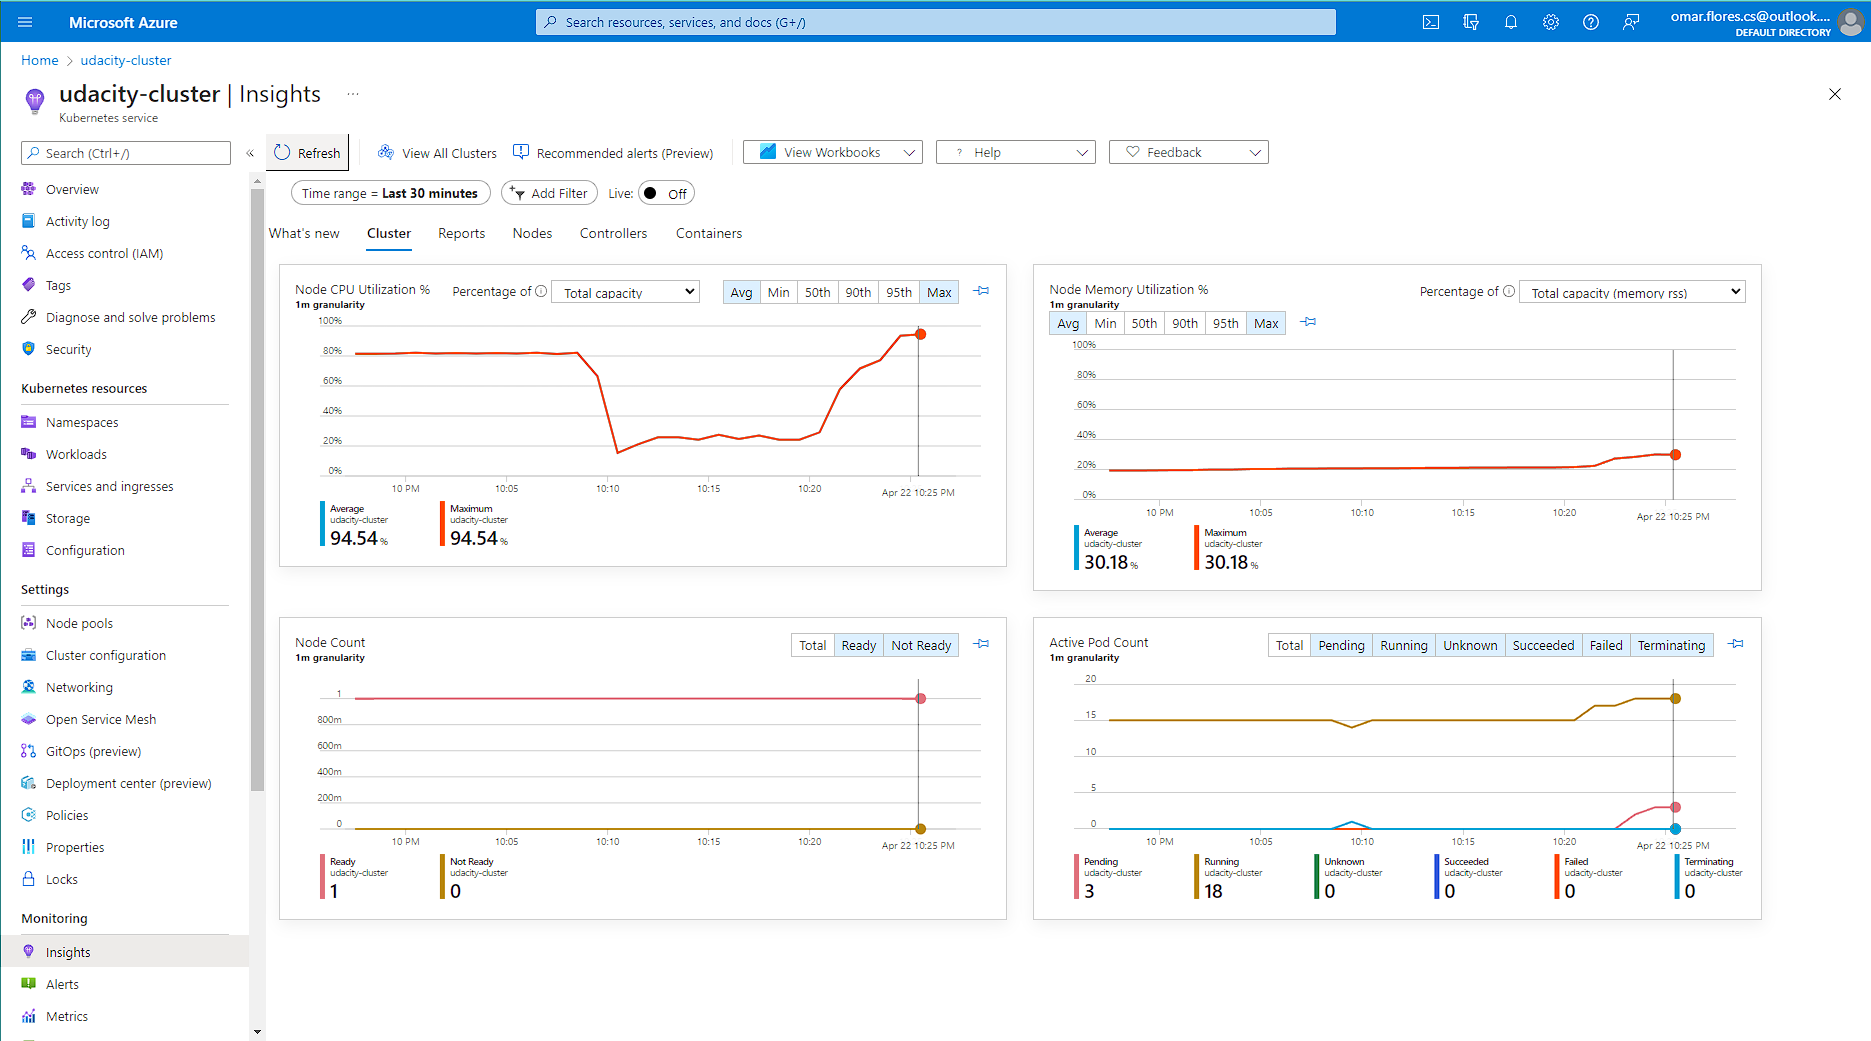 Microsoft Azure
Search resources, services, and docs (G+/)
omar.flores.cs@outlook....
DEFAULT DIRECTORY
Home > udacity-cluster
udacity-cluster | Insights ...
Kubernetes service
Search (Ctrl+/)
Refresh
View All Clusters
Recommended alerts (Preview)
View Workbooks
? Help
Feedback
Time range = Last 30 minutes
Add Filter
Live: Off
What's new
Cluster
Reports
Nodes
Controllers
Containers
Overview
Activity log
Access control (IAM)
Tags
Diagnose and solve problems
Security
Kubernetes resources
Namespaces
Workloads
Services and ingresses
Storage
Configuration
Settings
Node pools
Cluster configuration
Networking
Open Service Mesh
GitOps (preview)
Deployment center (preview)
Policies
Properties
Locks
Monitoring
Insights
Alerts
Metrics
Node CPU Utilization %
1m granularity
Percentage of
Total capacity
Avg Min 50th 90th 95th Max
100%
80%
60%
40%
20%
0%
10 PM 10:05 10:10 10:15 10:20 Apr 22 10:25 PM
Average
udacity-cluster
94.54 %
Maximum
udacity-cluster
94.54 %
Node Memory Utilization %
1m granularity
Percentage of
Total capacity (memory rss)
Avg Min 50th 90th 95th Max
100%
80%
60%
40%
20%
0%
10 PM 10:05 10:10 10:15 10:20 Apr 22 10:25 PM
Average
udacity-cluster
30.18 %
Maximum
udacity-cluster
30.18 %
Node Count
1m granularity
Total Ready Not Ready
1
800m
600m
400m
200m
0
10 PM 10:05 10:10 10:15 10:20 Apr 22 10:25 PM
Ready
udacity-cluster
1
Not Ready
udacity-cluster
0
Active Pod Count
1m granularity
Total Pending Running Unknown Succeeded Failed Terminating
20
15
10
5
0
10 PM 10:05 10:10 10:15 10:20 Apr 22 10:25 PM
Pending
udacity-cluster
3
Running
udacity-cluster
18
Unknown
udacity-cluster
0
Succeeded
udacity-cluster
0
Failed
udacity-cluster
0
Terminating
udacity-cluster
0